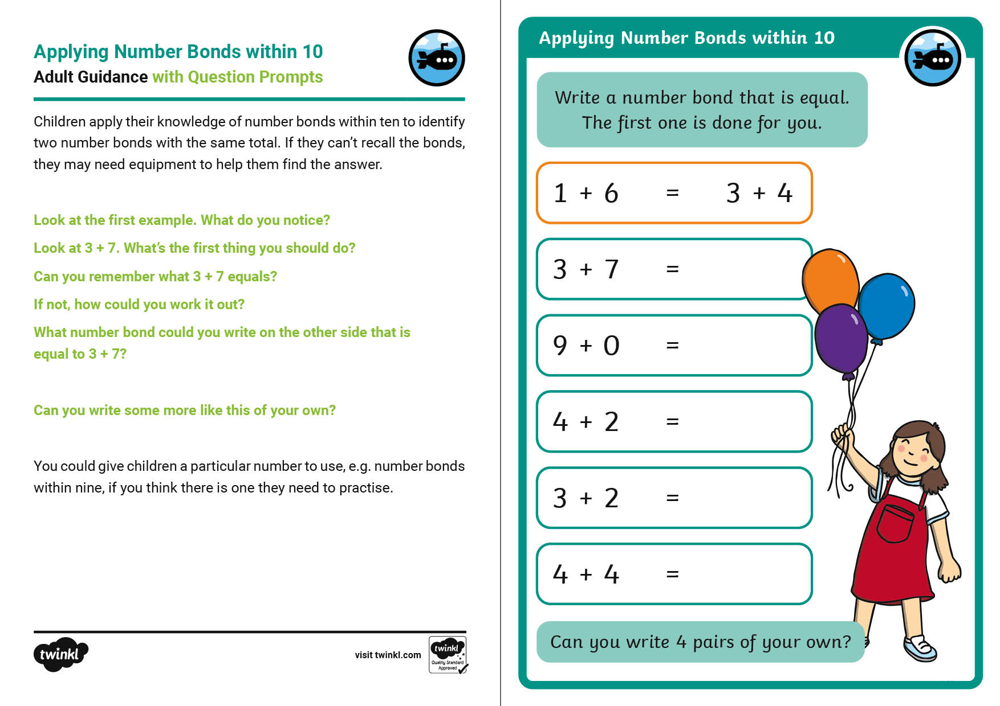 Applying Number Bonds within 10
Adult Guidance with Question Prompts
Children apply their knowledge of number bonds within ten to identify
two number bonds with the same total. If they can’t recall the bonds,
they may need equipment to help them find the answer.
Look at the first example. What do you notice?
Look at 3 + 7. What’s the first thing you should do?
Can you remember what 3 + 7 equals?
If not, how could you work it out?
What number bond could you write on the other side that is
equal to 3 + 7?
Can you write some more like this of your own?
You could give children a particular number to use, e.g. number bonds
within nine, if you think there is one they need to practise.
twinkl
visit twinkl.com
twinkl
Quality Standard
Approved
Applying Number Bonds within 10
Write a number bond that is equal.
The first one is done for you.
1 + 6 = 3 + 4
3 + 7 =
9 + 0 =
4 + 2 =
3 + 2 =
4 + 4 =
Can you write 4 pairs of your own?